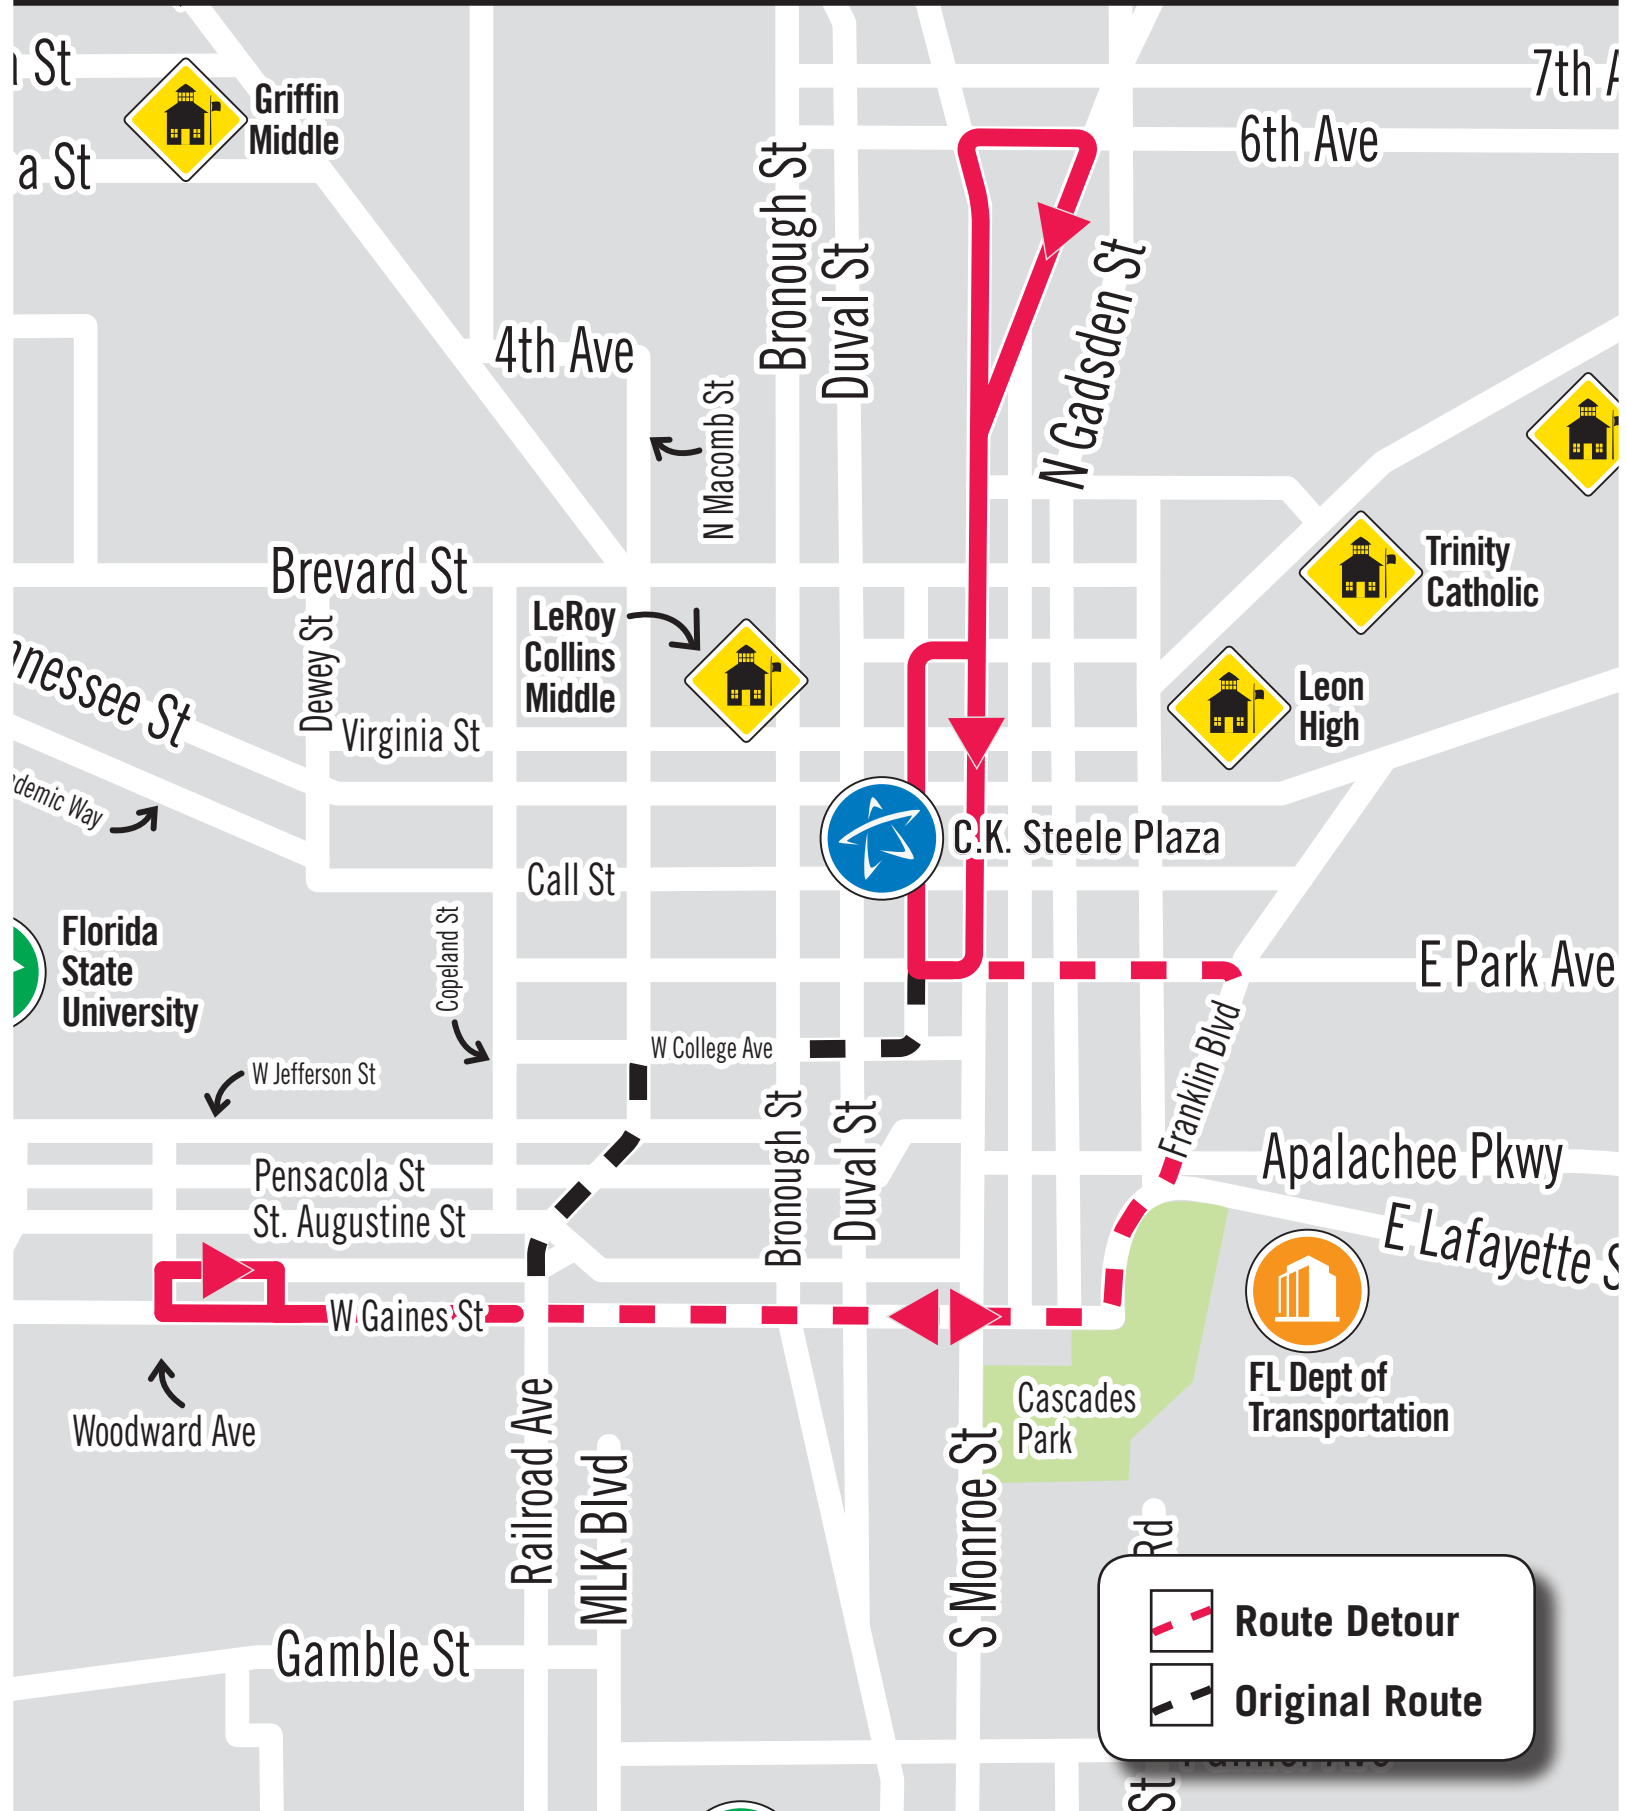 St
7th
Griffin
Middle
a St
6th Ave
Bronough St
Duval St
N Gadsden St
4th Ave
N Macomb St
Brevard St
Trinity
Catholic
LeRoy
Collins
Middle
Dewey St
nnessee St
Leon
High
Virginia St
demic Way
C.K. Steele Plaza
Call St
Florida
State
University
Copeland St
E Park Ave
W College Ave
Franklin Blvd
W Jefferson St
Bronough St
Duval St
Apalachee Pkwy
Pensacola St
St. Augustine St
E Lafayette S
W Gaines St
FL Dept of
Transportation
Cascades
Park
Woodward Ave
Railroad Ave
MLK Blvd
S Monroe St
Rd
Route Detour
Gamble St
Original Route
St